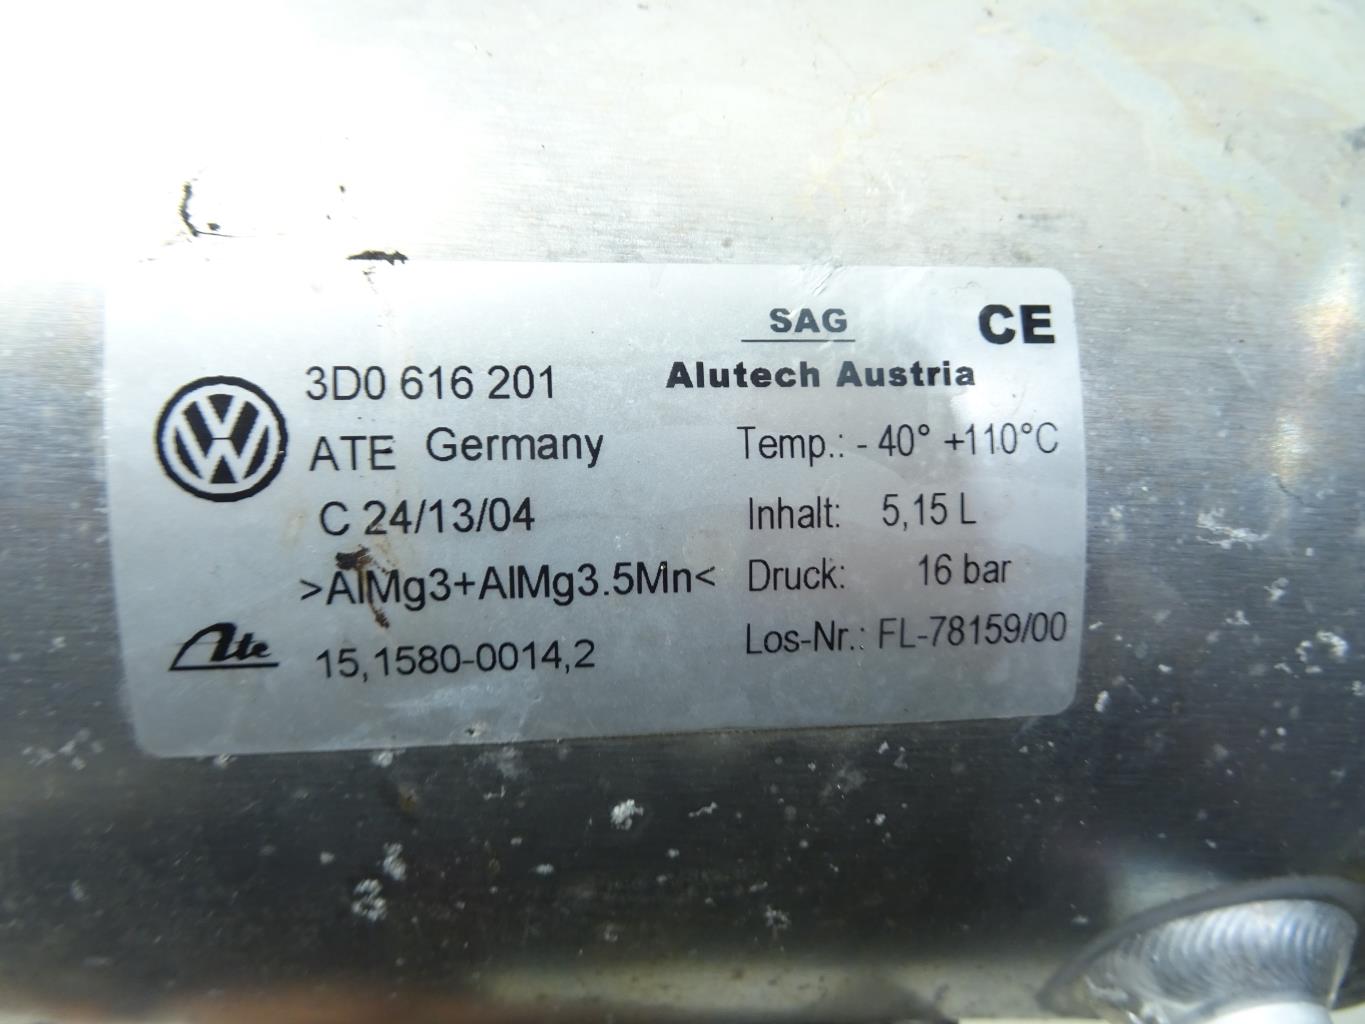 SAG
CE
Alutech Austria
3D0 616 201
ATE Germany
C 24/13/04
>AlMg3+AlMg3.5Mn<
Ate
15,1580-0014,2
Temp.: - 40° +110°C
Inhalt: 5,15 L
Druck: 16 bar
Los-Nr.: FL-78159/00